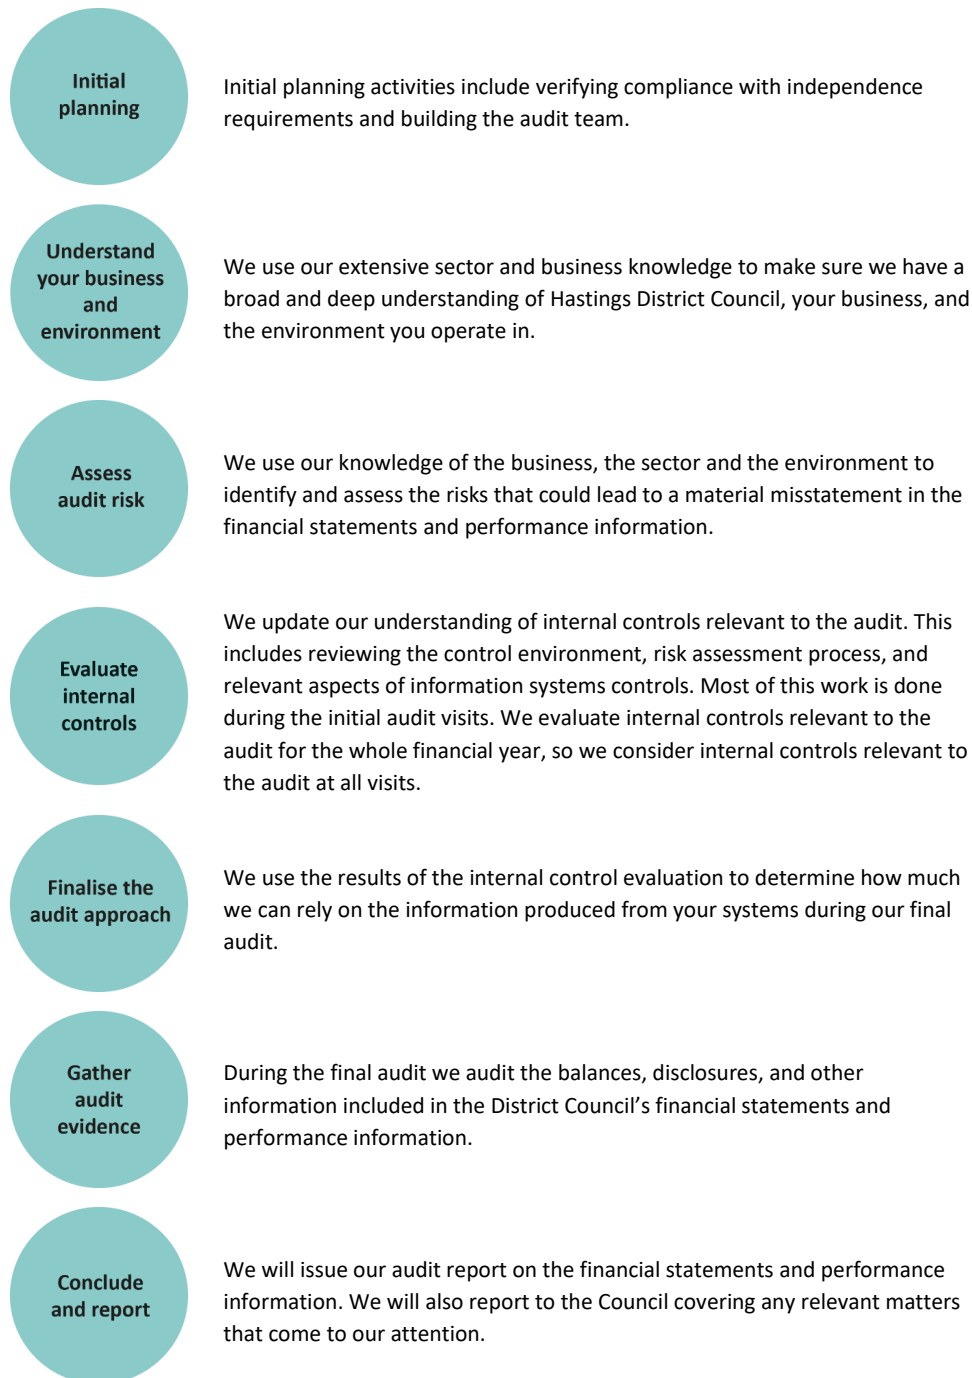 Initial
planning
Initial planning activities include verifying compliance with independence
requirements and building the audit team.
Understand
your business
and
environment
We use our extensive sector and business knowledge to make sure we have a
broad and deep understanding of Hastings District Council, your business, and
the environment you operate in.
Assess
audit risk
We use our knowledge of the business, the sector and the environment to
identify and assess the risks that could lead to a material misstatement in the
financial statements and performance information.
Evaluate
internal
controls
We update our understanding of internal controls relevant to the audit. This
includes reviewing the control environment, risk assessment process, and
relevant aspects of information systems controls. Most of this work is done
during the initial audit visits. We evaluate internal controls relevant to the
audit for the whole financial year, so we consider internal controls relevant to
the audit at all visits.
Finalise the
audit approach
We use the results of the internal control evaluation to determine how much
we can rely on the information produced from your systems during our final
audit.
Gather
audit
evidence
During the final audit we audit the balances, disclosures, and other
information included in the District Council’s financial statements and
performance information.
Conclude
and report
We will issue our audit report on the financial statements and performance
information. We will also report to the Council covering any relevant matters
that come to our attention.